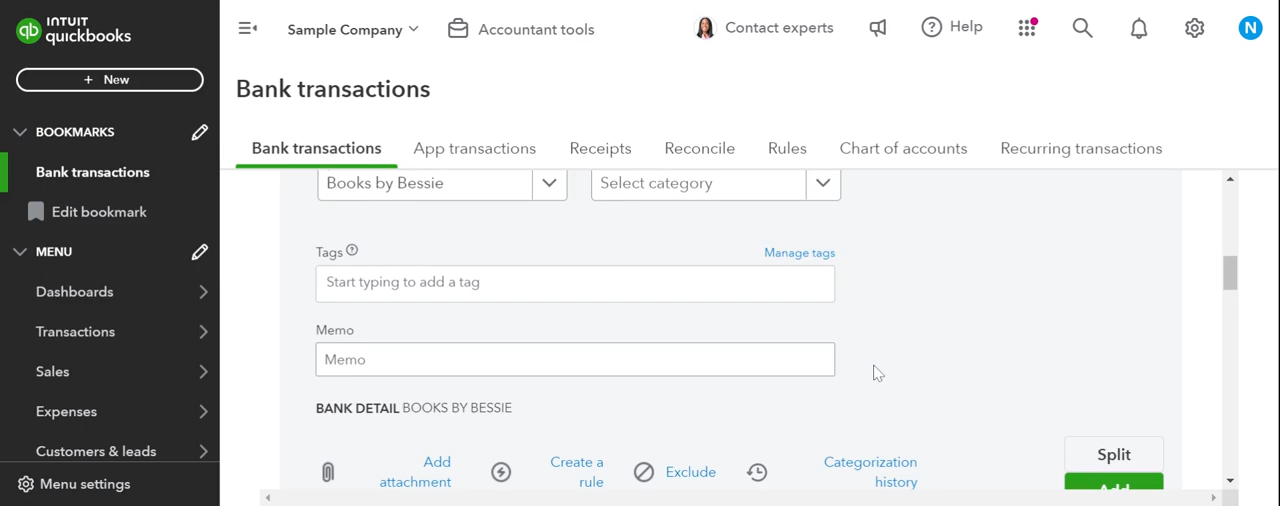 INTUIT
quickbooks
Sample Company
Accountant tools
Contact experts
Help
N
+ New
BOOKMARKS
Bank transactions
Edit bookmark
MENU
Dashboards
Transactions
Sales
Expenses
Customers & leads
Menu settings
Bank transactions
Bank transactions App transactions Receipts Reconcile Rules Chart of accounts Recurring transactions
Books by Bessie Select category
Tags Manage tags
Start typing to add a tag
Memo
Memo
BANK DETAIL BOOKS BY BESSIE
Add
attachment
Create a
rule
Exclude
Categorization
history
Split
Add